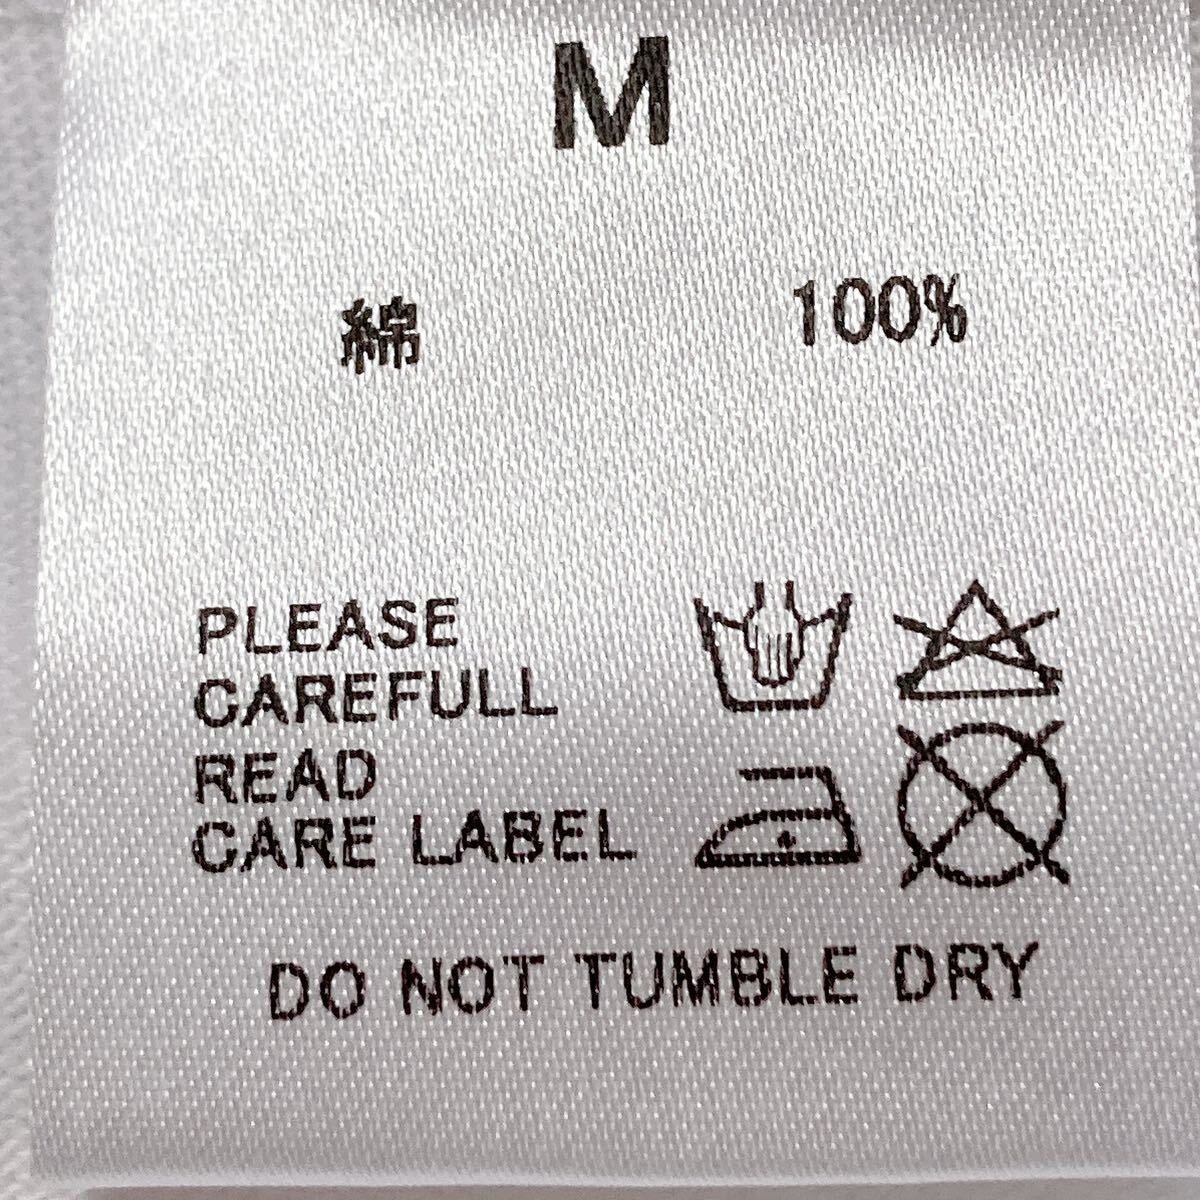 M
綿 100%
PLEASE
CAREFULL
READ
CARE LABEL
DO NOT TUMBLE DRY